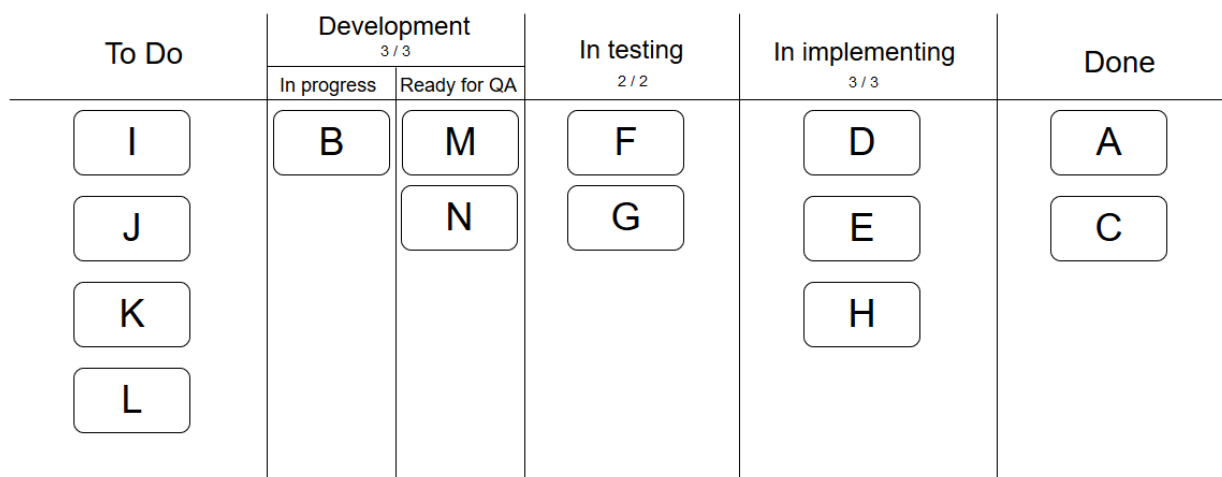 To Do
Development
3 / 3
In progress
Ready for QA
In testing
2 / 2
In implementing
3 / 3
Done
I
B
M
F
D
A
J
N
G
E
C
K
H
L